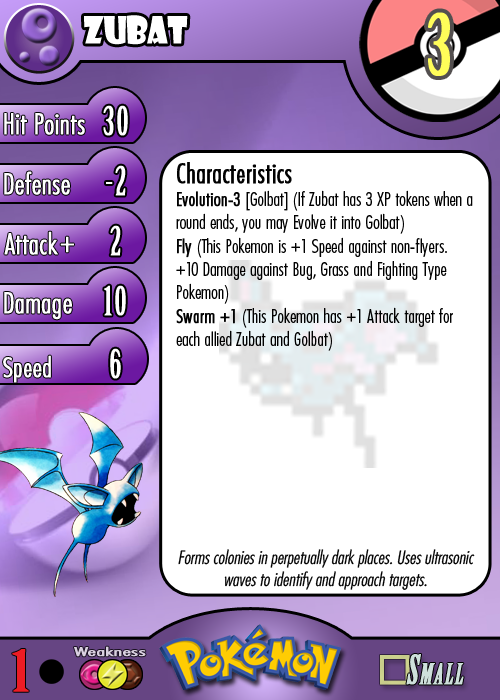 ZUBAT
3
Hit Points 30
Defense -2
Attack+ 2
Damage 10
Speed 6
Characteristics
Evolution-3 [Golbat] (If Zubat has 3 XP tokens when a
round ends, you may Evolve it into Golbat)
Fly (This Pokemon is +1 Speed against non-flyers.
+10 Damage against Bug, Grass and Fighting Type
Pokemon)
Swarm +1 (This Pokemon has +1 Attack target for
each allied Zubat and Golbat)
Forms colonies in perpetually dark places. Uses ultrasonic
waves to identify and approach targets.
1
Weakness
POKéMON
SMALL